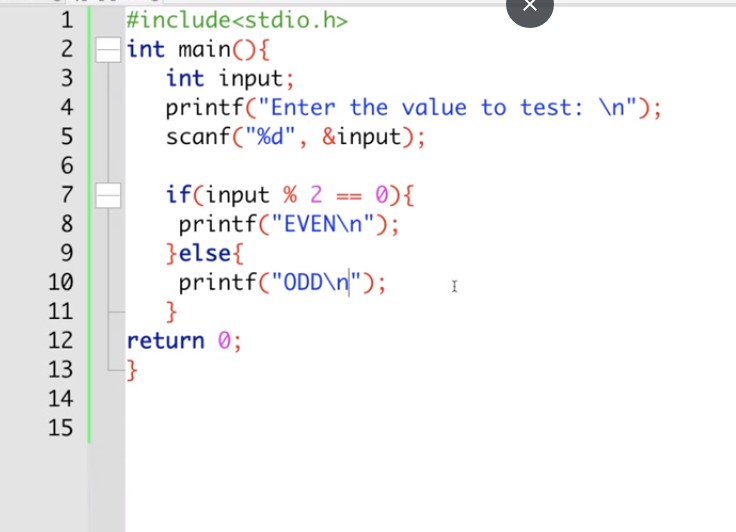 1 #include<stdio.h>
2 int main(){
3 int input;
4 printf("Enter the value to test: \n");
5 scanf("%d", &input);
6
7 if(input % 2 == 0){
8 printf("EVEN\n");
9 }else{
10 printf("ODD\n");
11 }
12 return 0;
13 }
14
15